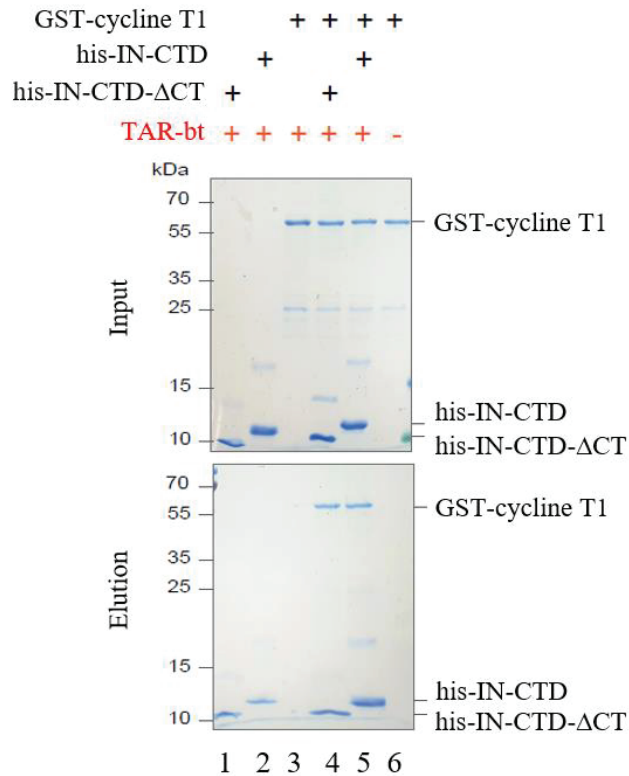 GST-cycline T1 + + + +
his-IN-CTD + +
his-IN-CTD-ΔCT + +
TAR-bt + + + + + -
kDa
70
55
35
25
15
10
Input
GST-cycline T1
his-IN-CTD
his-IN-CTD-ΔCT
70
55
35
25
15
10
Elution
GST-cycline T1
his-IN-CTD
his-IN-CTD-ΔCT
1 2 3 4 5 6